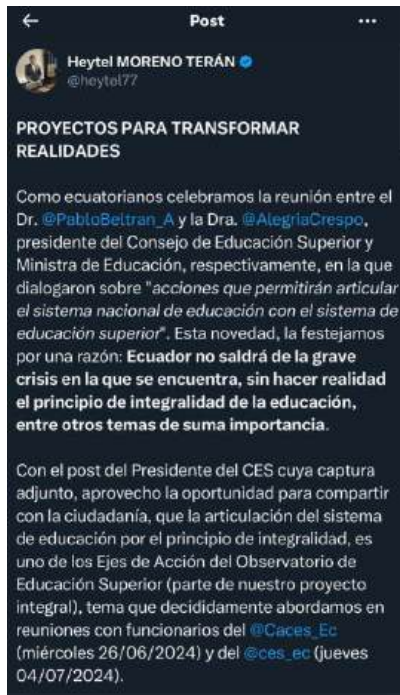 Post
Heytel MORENO TERÁN
@heytel77
PROYECTOS PARA TRANSFORMAR
REALIDADES
Como ecuatorianos celebramos la reunión entre el
Dr. @PabloBeltran_A y la Dra. @AlegriaCrespo,
presidente del Consejo de Educación Superior y
Ministra de Educación, respectivamente, en la que
dialogaron sobre "acciones que permitirán articular
el sistema nacional de educación con el sistema de
educación superior". Esta novedad, la festejamos
por una razón: Ecuador no saldrá de la grave
crisis en la que se encuentra, sin hacer realidad
el principio de integralidad de la educación,
entre otros temas de suma importancia.
Con el post del Presidente del CES cuya captura
adjunto, aprovecho la oportunidad para compartir
con la ciudadanía, que la articulación del sistema
de educación por el principio de integralidad, es
uno de los Ejes de Acción del Observatorio de
Educación Superior (parte de nuestro proyecto
integral), tema que decididamente abordamos en
reuniones con funcionarios del @Caces_Ec
(miércoles 26/06/2024) y del @ces_ec (jueves
04/07/2024).